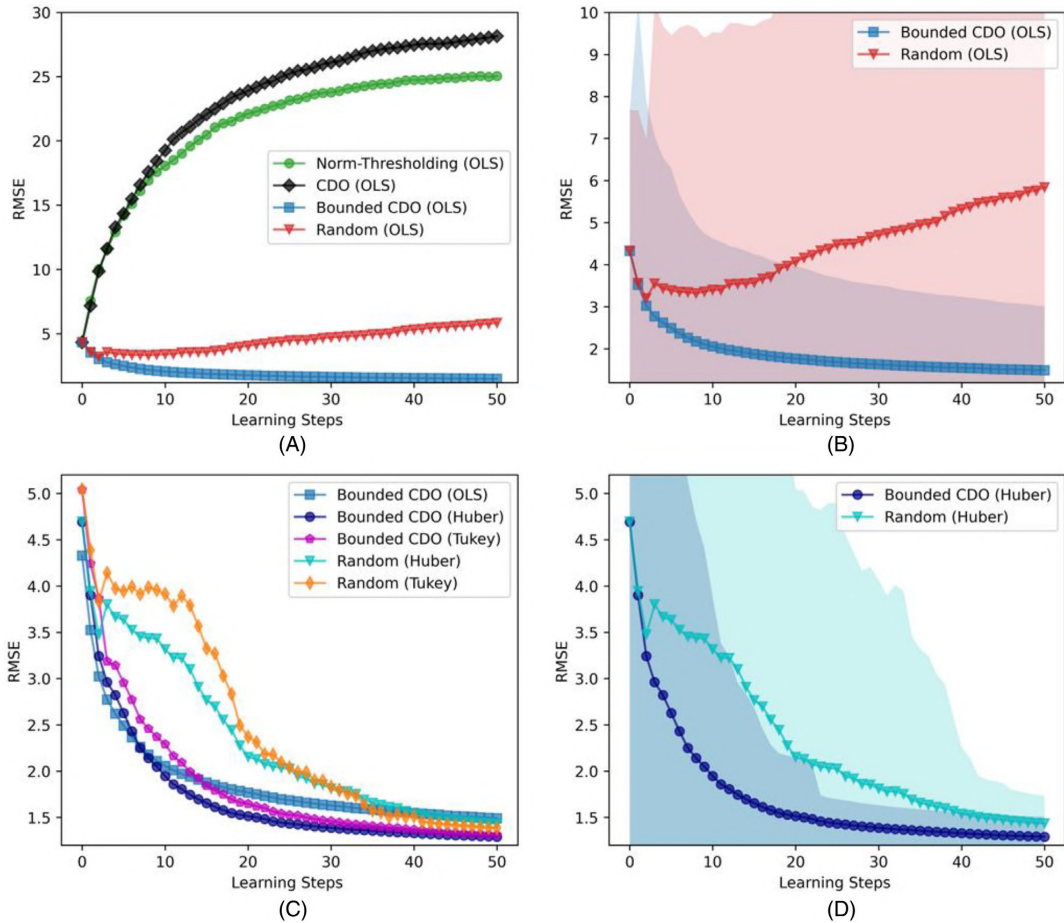 30
25
20
15
10
5
RMSE
Norm-Thresholding (OLS)
CDO (OLS)
Bounded CDO (OLS)
Random (OLS)
0 10 20 30 40 50
Learning Steps
(A)
10
9
8
7
6
5
4
3
2
RMSE
Bounded CDO (OLS)
Random (OLS)
0 10 20 30 40 50
Learning Steps
(B)
5.0
4.5
4.0
3.5
3.0
2.5
2.0
1.5
RMSE
Bounded CDO (OLS)
Bounded CDO (Huber)
Bounded CDO (Tukey)
Random (Huber)
Random (Tukey)
0 10 20 30 40 50
Learning Steps
(C)
5.0
4.5
4.0
3.5
3.0
2.5
2.0
1.5
RMSE
Bounded CDO (Huber)
Random (Huber)
0 10 20 30 40 50
Learning Steps
(D)